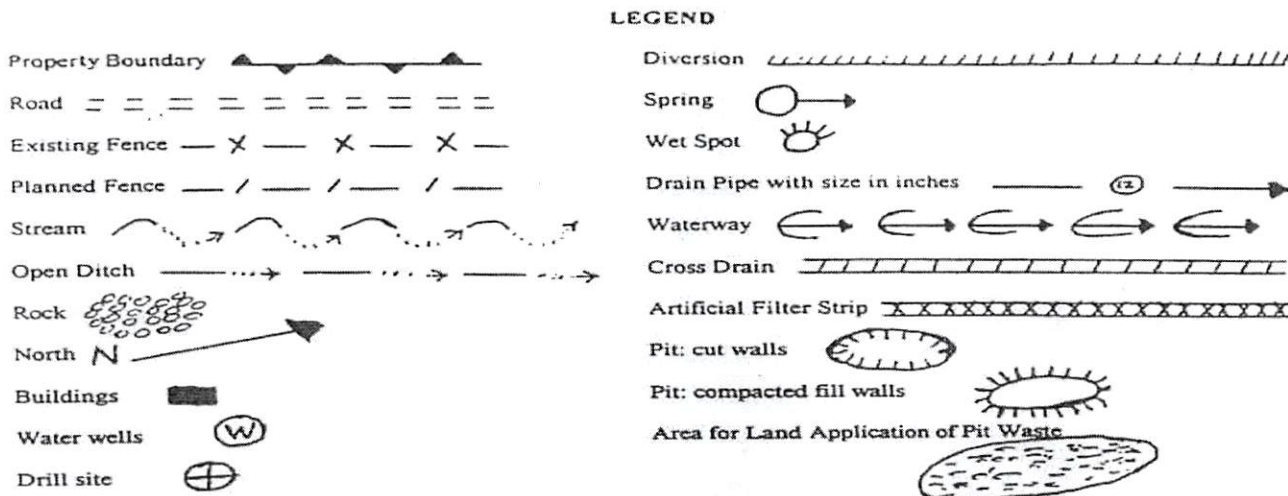 LEGEND
Property Boundary
Road
Existing Fence
Planned Fence
Stream
Open Ditch
Rock
North N
Buildings
Water wells W
Drill site
Diversion
Spring
Wet Spot
Drain Pipe with size in inches 12
Waterway
Cross Drain
Artificial Filter Strip
Pit: cut walls
Pit: compacted fill walls
Area for Land Application of Pit Waste